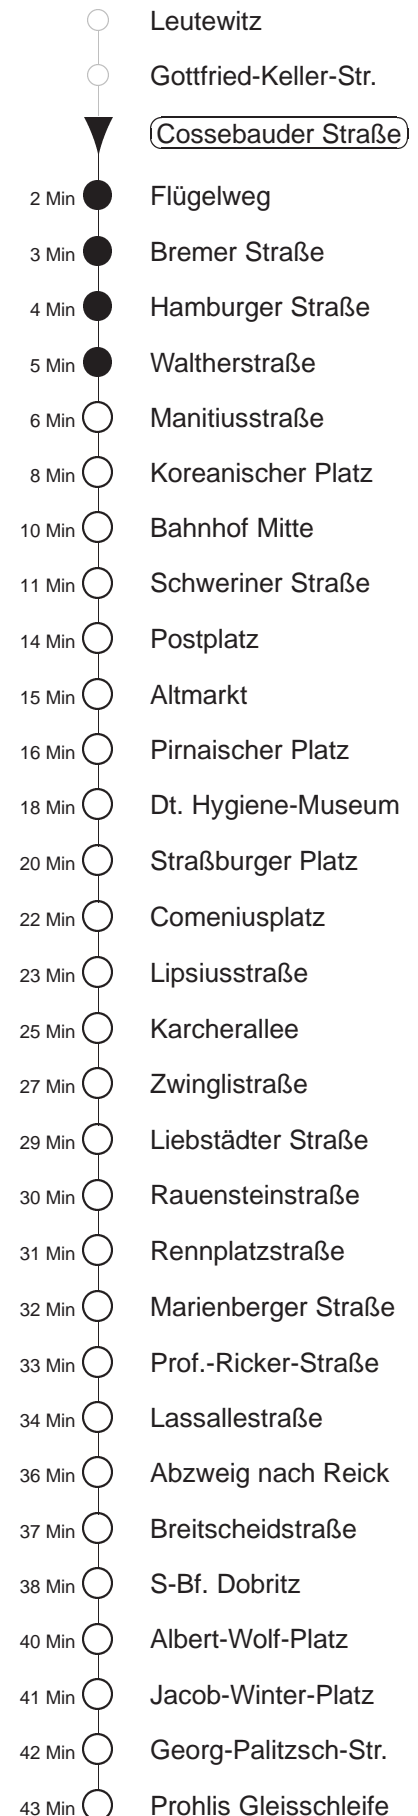 Leutewitz
Gottfried-Keller-Str.
Cossebauder Straße
2 Min Flügelweg
3 Min Bremer Straße
4 Min Hamburger Straße
5 Min Waltherstraße
6 Min Manitiusstraße
8 Min Koreanischer Platz
10 Min Bahnhof Mitte
11 Min Schweriner Straße
14 Min Postplatz
15 Min Altmarkt
16 Min Pirnaischer Platz
18 Min Dt. Hygiene-Museum
20 Min Straßburger Platz
22 Min Comeniusplatz
23 Min Lipsiusstraße
25 Min Karcherallee
27 Min Zwinglistraße
29 Min Liebstädter Straße
30 Min Rauensteinstraße
31 Min Rennplatzstraße
32 Min Marienberger Straße
33 Min Prof.-Ricker-Straße
34 Min Lassallestraße
36 Min Abzweig nach Reick
37 Min Breitscheidstraße
38 Min S-Bf. Dobritz
40 Min Albert-Wolf-Platz
41 Min Jacob-Winter-Platz
42 Min Georg-Palitzsch-Str.
43 Min Prohlis Gleisschleife